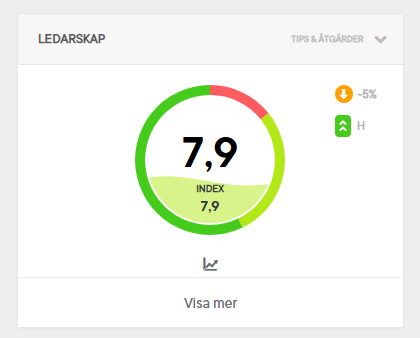 LEDARSKAP
TIPS & ÅTGÄRDER
-5%
H
7,9
INDEX
7,9
Visa mer